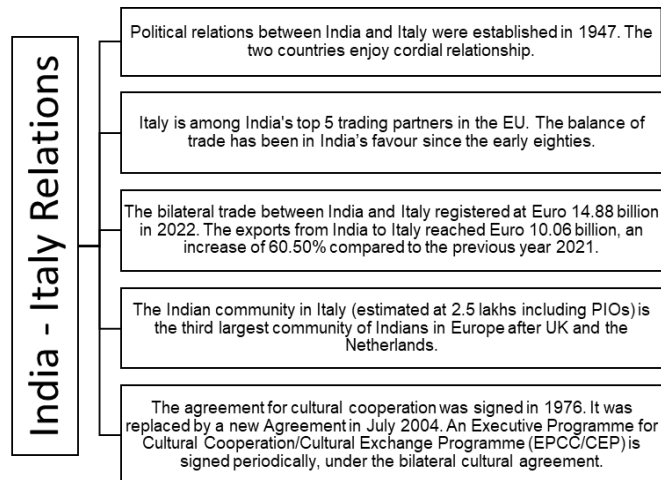 India - Italy Relations
Political relations between India and Italy were established in 1947. The
two countries enjoy cordial relationship.
Italy is among India's top 5 trading partners in the EU. The balance of
trade has been in India's favour since the early eighties.
The bilateral trade between India and Italy registered at Euro 14.88 billion
in 2022. The exports from India to Italy reached Euro 10.06 billion, an
increase of 60.50% compared to the previous year 2021.
The Indian community in Italy (estimated at 2.5 lakhs including PIOs) is
the third largest community of Indians in Europe after UK and the
Netherlands.
The agreement for cultural cooperation was signed in 1976. It was
replaced by a new Agreement in July 2004. An Executive Programme for
Cultural Cooperation/Cultural Exchange Programme (EPCC/CEP) is
signed periodically, under the bilateral cultural agreement.